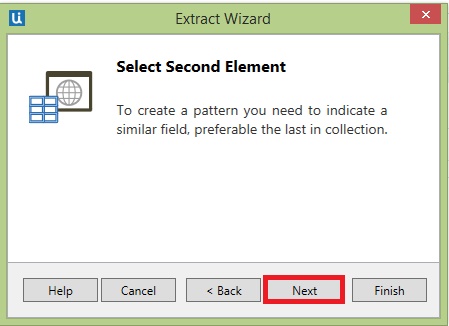 Ui
Extract Wizard
Select Second Element
To create a pattern you need to indicate a
similar field, preferable the last in collection.
Help Cancel < Back Next Finish